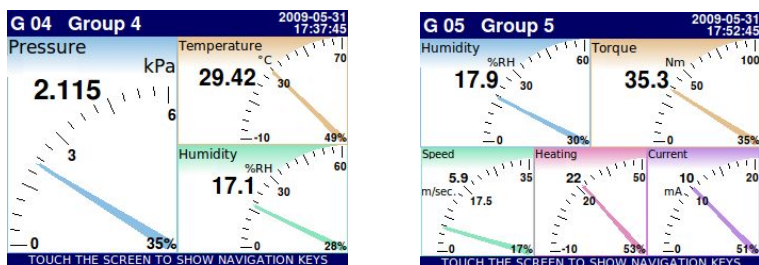 G 04 Group 4
2009-05-31
17:37:45
Pressure
kPa
2.115
6
3
0
35%
Temperature
70
°C
29.42
30
-10
49%
Humidity
60
%RH
17.1
30
0
28%
TOUCH THE SCREEN TO SHOW NAVIGATION KEYS
G 05 Group 5
2009-05-31
17:52:45
Humidity
60
%RH
17.9
30
0
30%
Torque
100
Nm
35.3
50
0
35%
Speed
35
5.9
m/sec.
17.5
0
17%
Heating
50
22
20
-10
53%
Current
20
10
mA
10
0
51%
TOUCH THE SCREEN TO SHOW NAVIGATION KEYS